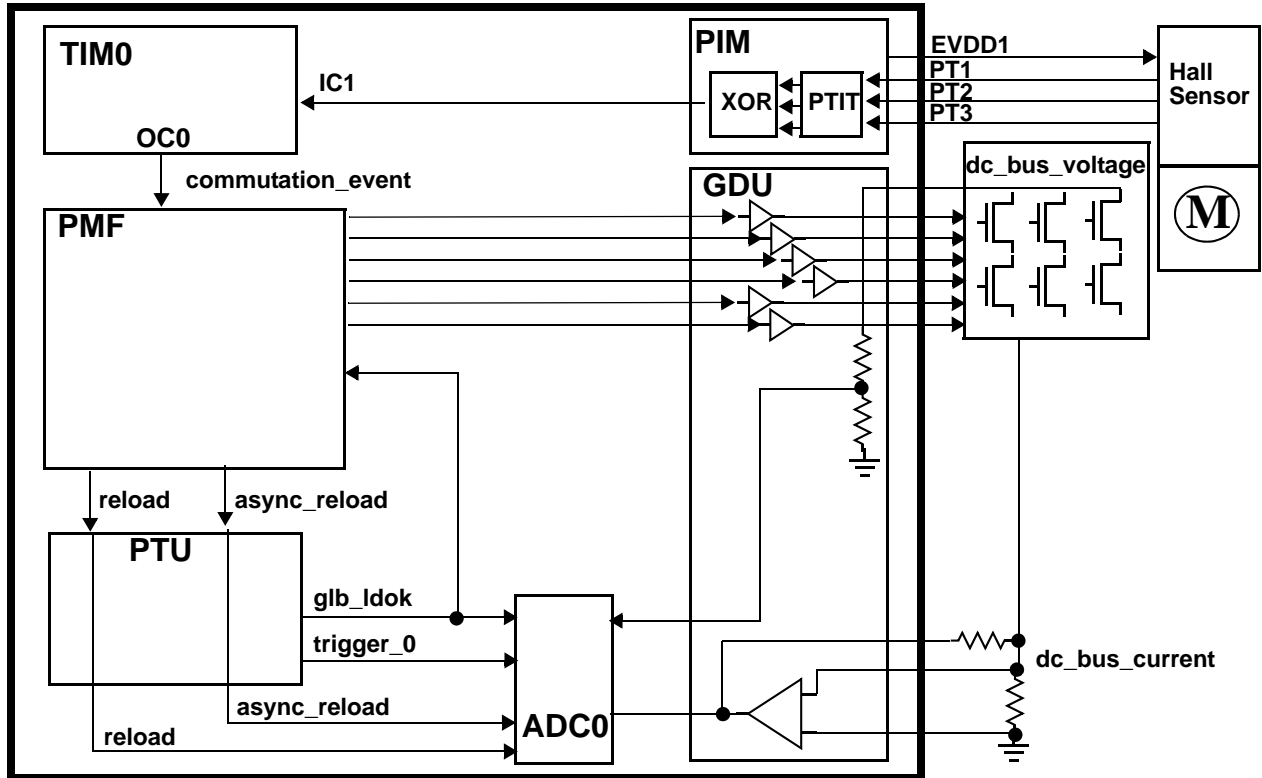 TIM0
OC0
IC1
PIM
XOR
PTIT
EVDD1
PT1
PT2
PT3
Hall
Sensor
commutation_event
PMF
GDU
dc_bus_voltage
M
reload
async_reload
PTU
glb_ldok
trigger_0
async_reload
reload
ADC0
dc_bus_current